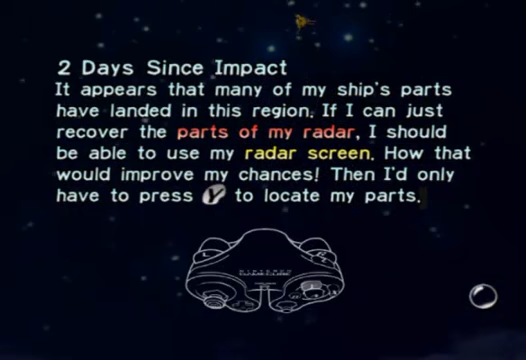 2 Days Since Impact
It appears that many of my ship's parts
have landed in this region. If I can just
recover the parts of my radar, I should
be able to use my radar screen. How that
would improve my chances! Then I'd only
have to press Y to locate my parts.